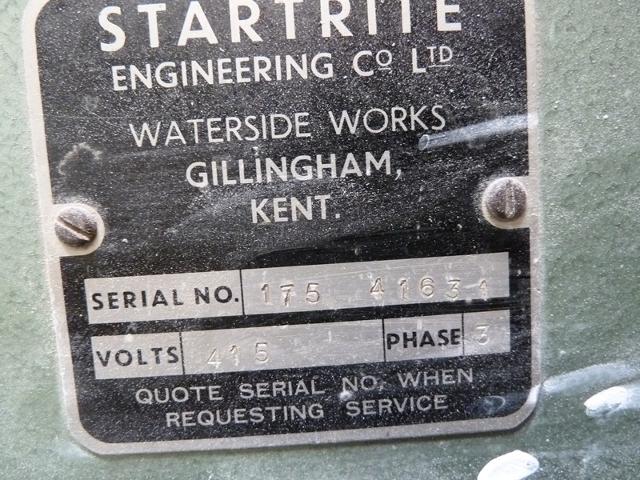 STARTRITE
ENGINEERING Co LTD
WATERSIDE WORKS
GILLINGHAM,
KENT.
SERIAL NO. 175 41631
VOLTS 415 PHASE 3
QUOTE SERIAL NO. WHEN
REQUESTING SERVICE